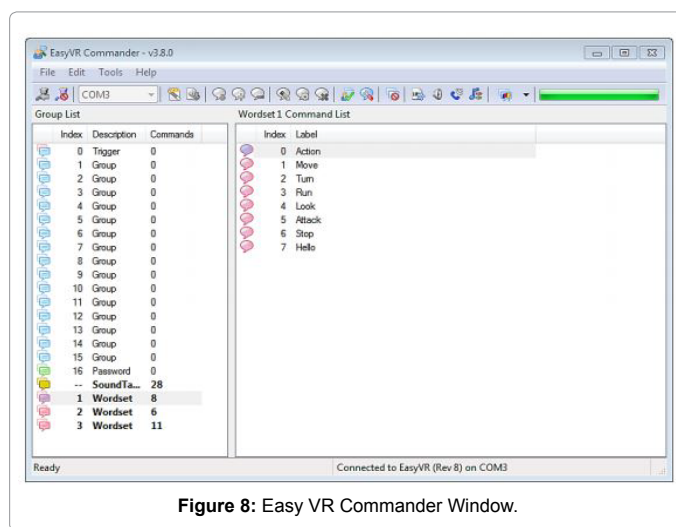 EasyVR Commander - v3.8.0
File Edit Tools Help
COM3
Group List
Wordset 1 Command List
Index Description Commands
0 Trigger 0
1 Group 0
2 Group 0
3 Group 0
4 Group 0
5 Group 0
6 Group 0
7 Group 0
8 Group 0
9 Group 0
10 Group 0
11 Group 0
12 Group 0
13 Group 0
14 Group 0
15 Group 0
16 Password 0
-- SoundTa... 28
1 Wordset 8
2 Wordset 6
3 Wordset 11
Index Label
0 Action
1 Move
2 Turn
3 Run
4 Look
5 Attack
6 Stop
7 Hello
Ready
Connected to EasyVR (Rev 8) on COM3
Figure 8: Easy VR Commander Window.